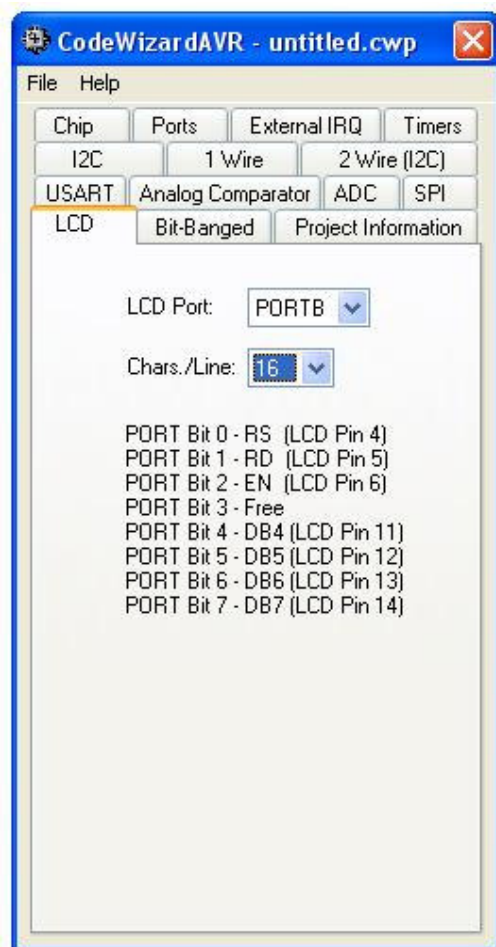 CodeWizardAVR - untitled.cwp
File Help
Chip Ports External IRQ Timers
I2C 1 Wire 2 Wire (I2C)
USART Analog Comparator ADC SPI
LCD Bit-Banged Project Information
LCD Port: PORTB
Chars./Line: 16
PORT Bit 0 - RS (LCD Pin 4)
PORT Bit 1 - RD (LCD Pin 5)
PORT Bit 2 - EN (LCD Pin 6)
PORT Bit 3 - Free
PORT Bit 4 - DB4 (LCD Pin 11)
PORT Bit 5 - DB5 (LCD Pin 12)
PORT Bit 6 - DB6 (LCD Pin 13)
PORT Bit 7 - DB7 (LCD Pin 14)